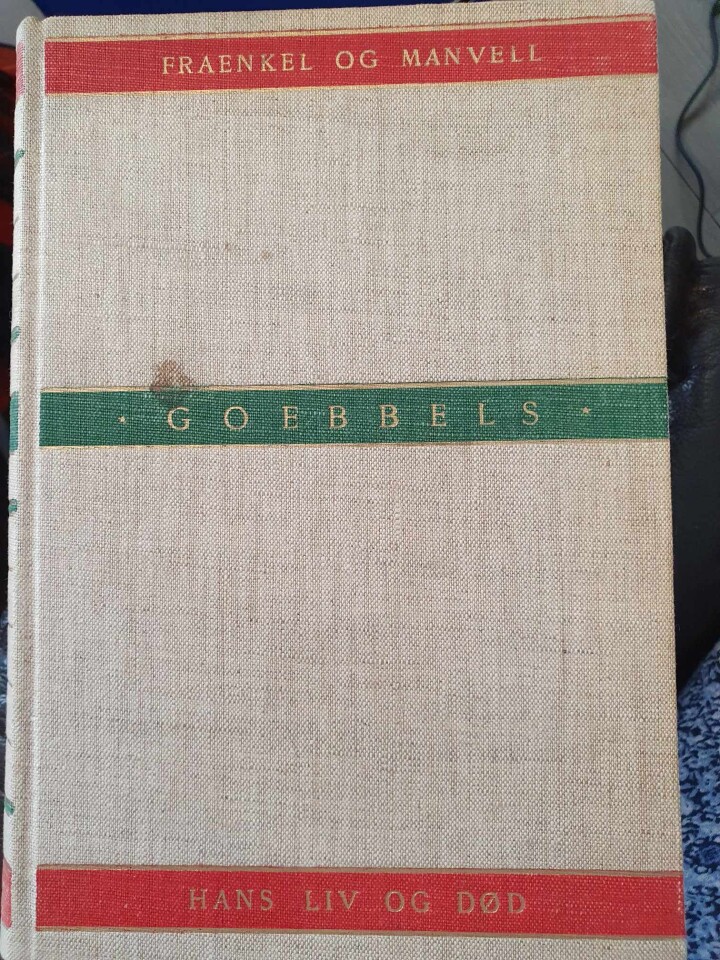 FRAENKEL OG MANVELL
* GOEBBELS *
HANS LIV OG DØD